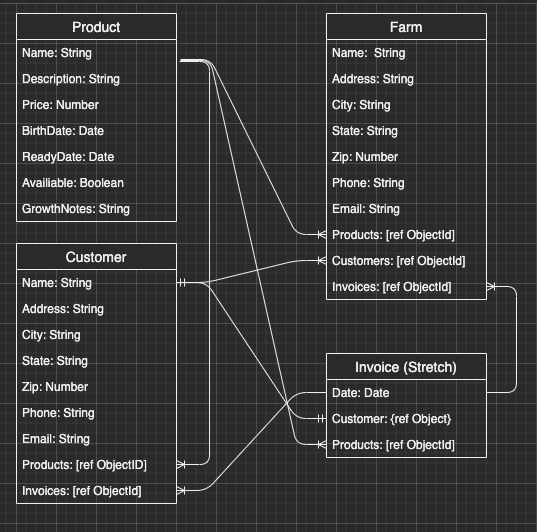 Product
Name: String
Description: String
Price: Number
BirthDate: Date
ReadyDate: Date
Availiable: Boolean
GrowthNotes: String
Farm
Name: String
Address: String
City: String
State: String
Zip: Number
Phone: String
Email: String
Products: [ref ObjectId]
Customers: [ref ObjectId]
Invoices: [ref ObjectId]
Customer
Name: String
Address: String
City: String
State: String
Zip: Number
Phone: String
Email: String
Products: [ref ObjectID]
Invoices: [ref ObjectId]
Invoice (Stretch)
Date: Date
Customer: {ref Object}
Products: [ref ObjectId]